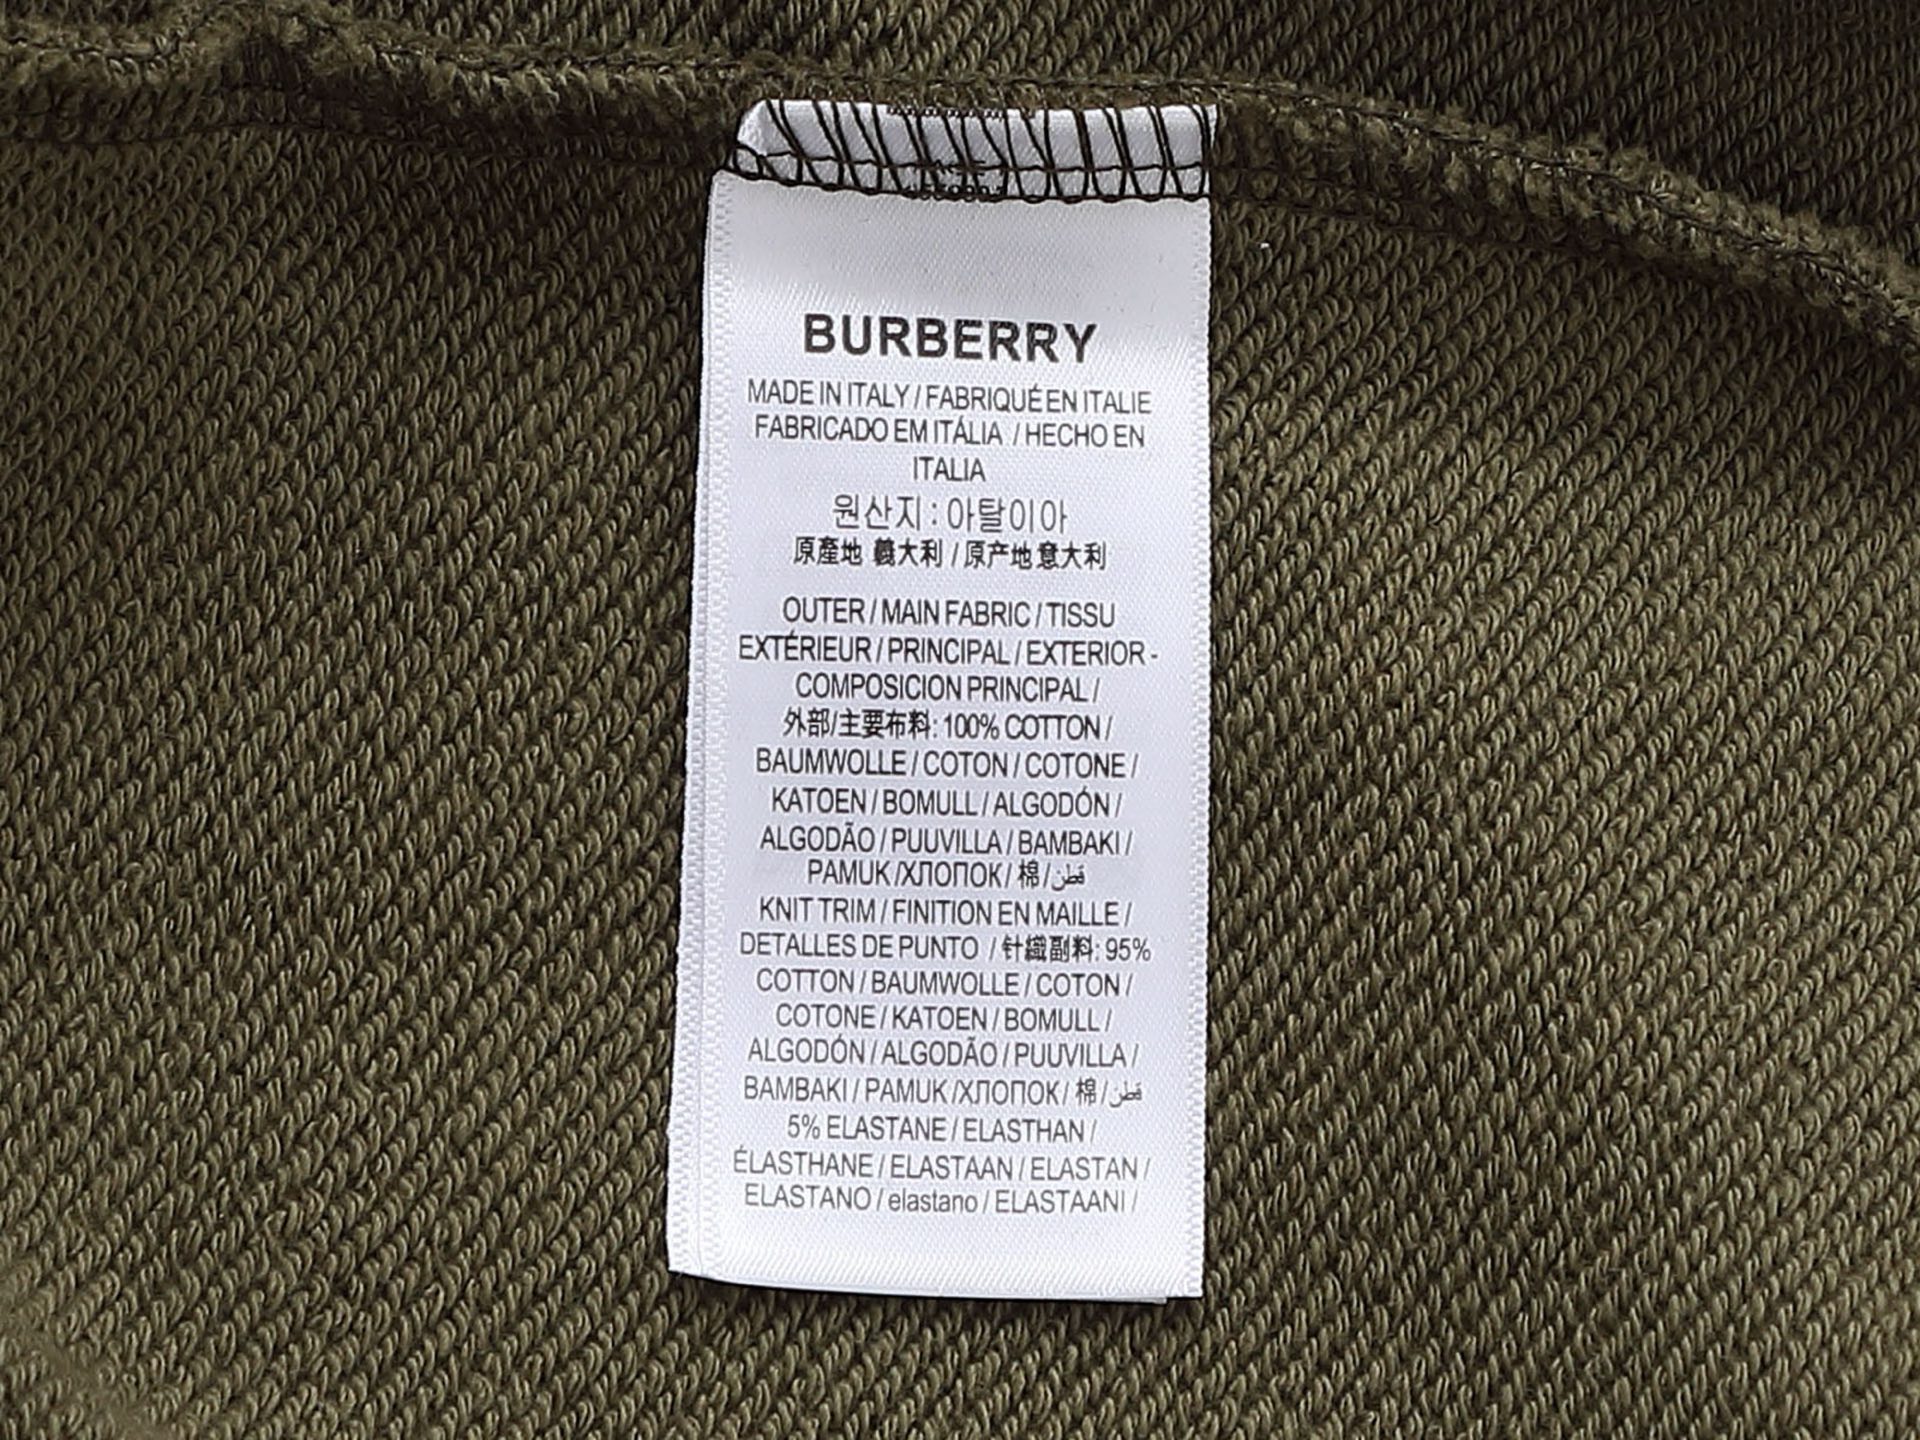 BURBERRY
MADE IN ITALY / FABRIQUÉ EN ITALIE
FABRICADO EM ITÁLIA / HECHO EN
ITALIA
원산지 : 아탈이아
原產地 義大利 / 原产地 意大利
OUTER / MAIN FABRIC / TISSU
EXTÉRIEUR / PRINCIPAL / EXTERIOR -
COMPOSICION PRINCIPAL /
外部/主要布料: 100% COTTON /
BAUMWOLLE / COTON / COTONE /
KATOEN / BOMULL / ALGODÓN /
ALGODÃO / PUUVILLA / BAMBAKI /
PAMUK /ХЛОПОК / 棉 / قطن
KNIT TRIM / FINITION EN MAILLE /
DETALLES DE PUNTO / 针織副料: 95%
COTTON / BAUMWOLLE / COTON /
COTONE / KATOEN / BOMULL /
ALGODÓN / ALGODÃO / PUUVILLA /
BAMBAKI / PAMUK /ХЛОПОК / 棉 / قطن
5% ELASTANE / ELASTHAN /
ÉLASTHANE / ELASTAAN / ELASTAN /
ELASTANO / elastano / ELASTAANI /